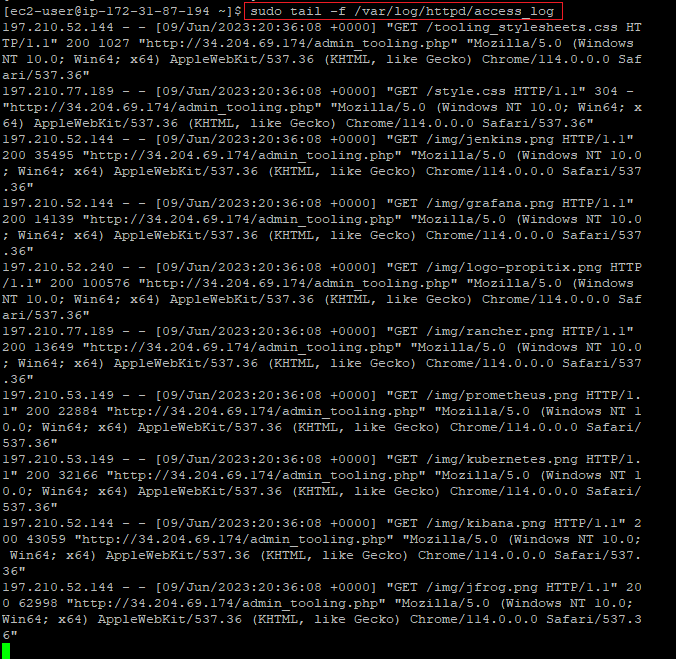 [ec2-user@ip-172-31-87-194 ~]$ sudo tail -f /var/log/httpd/access_log
197.210.52.144 - - [09/Jun/2023:20:36:08 +0000] "GET /tooling_stylesheets.css HT
TP/1.1" 200 1027 "http://34.204.69.174/admin_tooling.php" "Mozilla/5.0 (Windows
NT 10.0; Win64; x64) AppleWebKit/537.36 (KHTML, like Gecko) Chrome/114.0.0.0 Saf
ari/537.36"
197.210.77.189 - - [09/Jun/2023:20:36:08 +0000] "GET /style.css HTTP/1.1" 304 -
"http://34.204.69.174/admin_tooling.php" "Mozilla/5.0 (Windows NT 10.0; Win64; x
64) AppleWebKit/537.36 (KHTML, like Gecko) Chrome/114.0.0.0 Safari/537.36"
197.210.52.144 - - [09/Jun/2023:20:36:08 +0000] "GET /img/jenkins.png HTTP/1.1"
200 35495 "http://34.204.69.174/admin_tooling.php" "Mozilla/5.0 (Windows NT 10.0
; Win64; x64) AppleWebKit/537.36 (KHTML, like Gecko) Chrome/114.0.0.0 Safari/537
.36"
197.210.52.144 - - [09/Jun/2023:20:36:08 +0000] "GET /img/grafana.png HTTP/1.1"
200 14139 "http://34.204.69.174/admin_tooling.php" "Mozilla/5.0 (Windows NT 10.0
; Win64; x64) AppleWebKit/537.36 (KHTML, like Gecko) Chrome/114.0.0.0 Safari/537
.36"
197.210.52.240 - - [09/Jun/2023:20:36:08 +0000] "GET /img/logo-propitix.png HTTP
/1.1" 200 100576 "http://34.204.69.174/admin_tooling.php" "Mozilla/5.0 (Windows
NT 10.0; Win64; x64) AppleWebKit/537.36 (KHTML, like Gecko) Chrome/114.0.0.0 Saf
ari/537.36"
197.210.77.189 - - [09/Jun/2023:20:36:08 +0000] "GET /img/rancher.png HTTP/1.1"
200 13649 "http://34.204.69.174/admin_tooling.php" "Mozilla/5.0 (Windows NT 10.0
; Win64; x64) AppleWebKit/537.36 (KHTML, like Gecko) Chrome/114.0.0.0 Safari/537
.36"
197.210.53.149 - - [09/Jun/2023:20:36:08 +0000] "GET /img/prometheus.png HTTP/1.
1" 200 22884 "http://34.204.69.174/admin_tooling.php" "Mozilla/5.0 (Windows NT 1
0.0; Win64; x64) AppleWebKit/537.36 (KHTML, like Gecko) Chrome/114.0.0.0 Safari/
537.36"
197.210.53.149 - - [09/Jun/2023:20:36:08 +0000] "GET /img/kubernetes.png HTTP/1.
1" 200 32166 "http://34.204.69.174/admin_tooling.php" "Mozilla/5.0 (Windows NT 1
0.0; Win64; x64) AppleWebKit/537.36 (KHTML, like Gecko) Chrome/114.0.0.0 Safari/
537.36"
197.210.52.144 - - [09/Jun/2023:20:36:08 +0000] "GET /img/kibana.png HTTP/1.1" 2
00 43059 "http://34.204.69.174/admin_tooling.php" "Mozilla/5.0 (Windows NT 10.0;
 Win64; x64) AppleWebKit/537.36 (KHTML, like Gecko) Chrome/114.0.0.0 Safari/537.
36"
197.210.52.144 - - [09/Jun/2023:20:36:08 +0000] "GET /img/jfrog.png HTTP/1.1" 20
0 62998 "http://34.204.69.174/admin_tooling.php" "Mozilla/5.0 (Windows NT 10.0;
Win64; x64) AppleWebKit/537.36 (KHTML, like Gecko) Chrome/114.0.0.0 Safari/537.3
6"